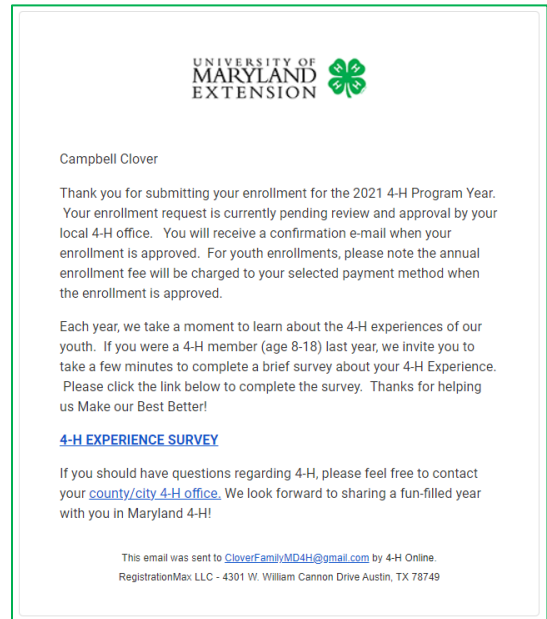 UNIVERSITY OF
MARYLAND
EXTENSION
H H
H H
Campbell Clover
Thank you for submitting your enrollment for the 2021 4-H Program Year.
Your enrollment request is currently pending review and approval by your
local 4-H office. You will receive a confirmation e-mail when your
enrollment is approved. For youth enrollments, please note the annual
enrollment fee will be charged to your selected payment method when
the enrollment is approved.
Each year, we take a moment to learn about the 4-H experiences of our
youth. If you were a 4-H member (age 8-18) last year, we invite you to
take a few minutes to complete a brief survey about your 4-H Experience.
Please click the link below to complete the survey. Thanks for helping
us Make our Best Better!
4-H EXPERIENCE SURVEY
If you should have questions regarding 4-H, please feel free to contact
your county/city 4-H office. We look forward to sharing a fun-filled year
with you in Maryland 4-H!
This email was sent to CloverFamilyMD4H@gmail.com by 4-H Online.
RegistrationMax LLC - 4301 W. William Cannon Drive Austin, TX 78749